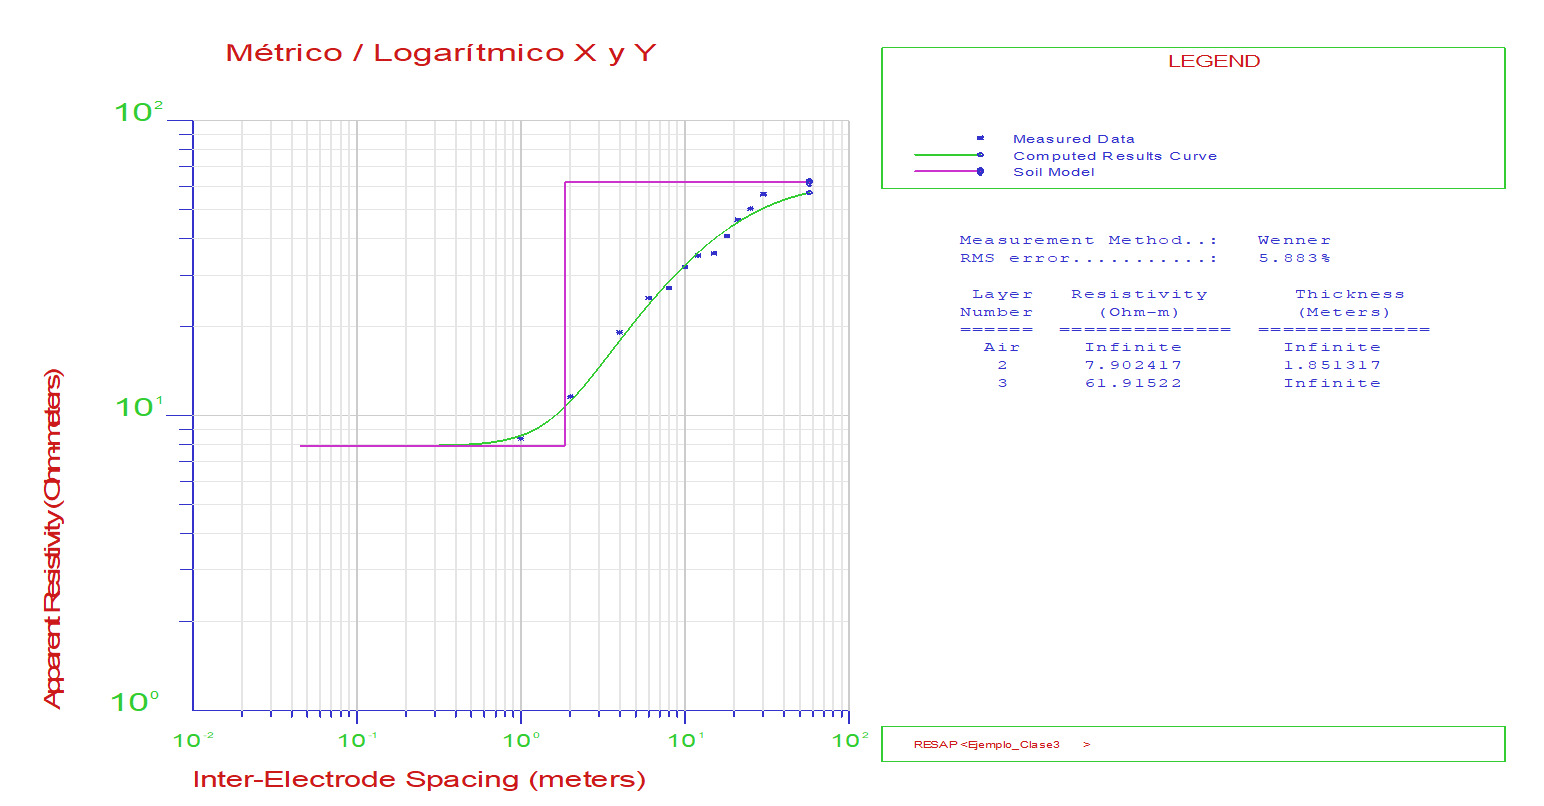 Métrico / Logarítmico X y Y
10²
10¹
10⁰
Apparent Resistivity (Ohm-meters)
10⁻² 10⁻¹ 10⁰ 10¹ 10²
Inter-Electrode Spacing (meters)
LEGEND
Measured Data
Computed Results Curve
Soil Model
Measurement Method..: Wenner
RMS error...........: 5.883%
Layer Resistivity Thickness
Number (Ohm-m) (Meters)
====== ============== ==============
Air Infinite Infinite
2 7.902417 1.851317
3 61.91522 Infinite
RESAP <Ejemplo_Clase3 >